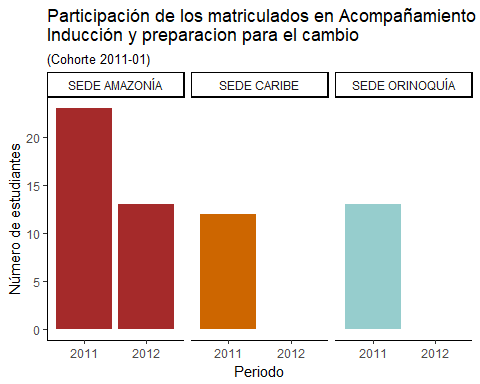 Participación de los matriculados en Acompañamiento
Inducción y preparacion para el cambio
(Cohorte 2011-01)
SEDE AMAZONÍA SEDE CARIBE SEDE ORINOQUÍA
Número de estudiantes
20
15
10
5
0
2011 2012 2011 2012 2011 2012
Periodo